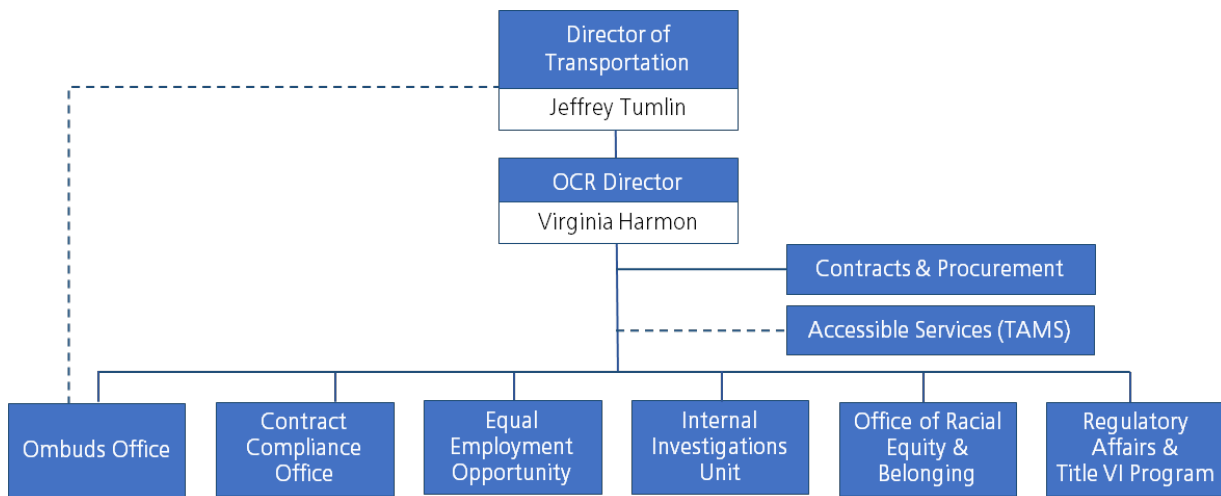 Director of
Transportation
Jeffrey Tumlin
OCR Director
Virginia Harmon
Contracts & Procurement
Accessible Services (TAMS)
Ombuds Office
Contract
Compliance
Office
Equal
Employment
Opportunity
Internal
Investigations
Unit
Office of Racial
Equity &
Belonging
Regulatory
Affairs &
Title VI Program